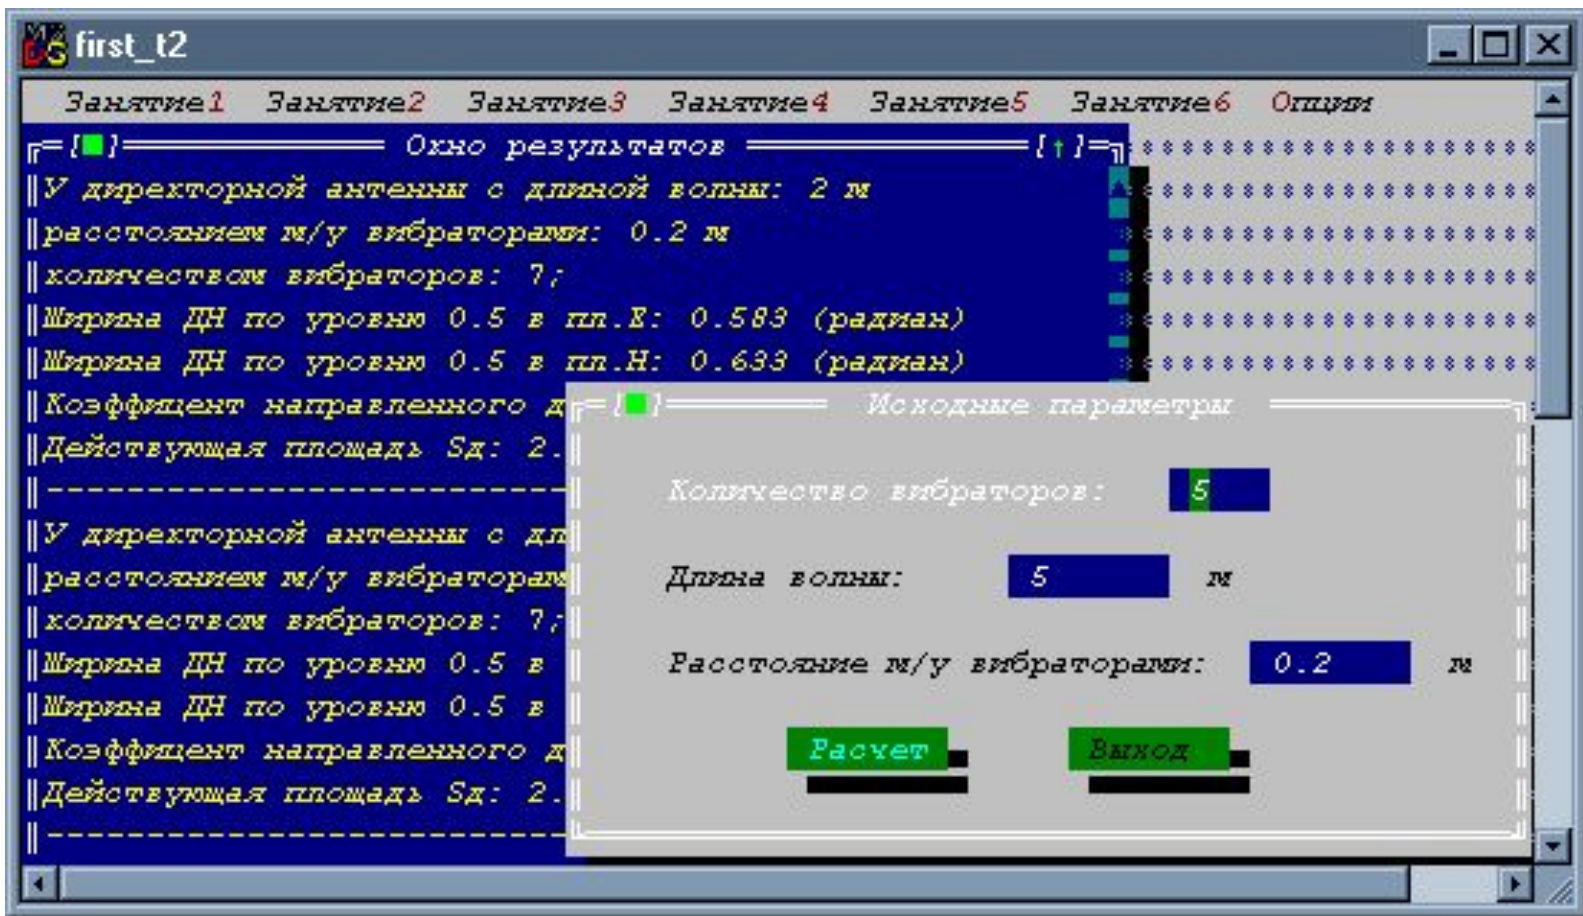 first_t2
Занятие1 Занятие2 Занятие3 Занятие4 Занятие5 Занятие6 Опции
Окно результатов
У директорной антенны с длиной волны: 2 м
расстоянием м/у вибраторами: 0.2 м
количеством вибраторов: 7;
Ширина ДН по уровню 0.5 в пл.E: 0.583 (радиан)
Ширина ДН по уровню 0.5 в пл.H: 0.633 (радиан)
Коэффицент направленного д
Действующая площадь Sд: 2.
У директорной антенны с дл
расстоянием м/у вибраторам
количеством вибраторов: 7;
Ширина ДН по уровню 0.5 в
Ширина ДН по уровню 0.5 в
Коэффицент направленного д
Действующая площадь Sд: 2.
Исходные параметры
Количество вибраторов: 5
Длина волны: 5 м
Расстояние м/у вибраторами: 0.2 м
Расчет Выход